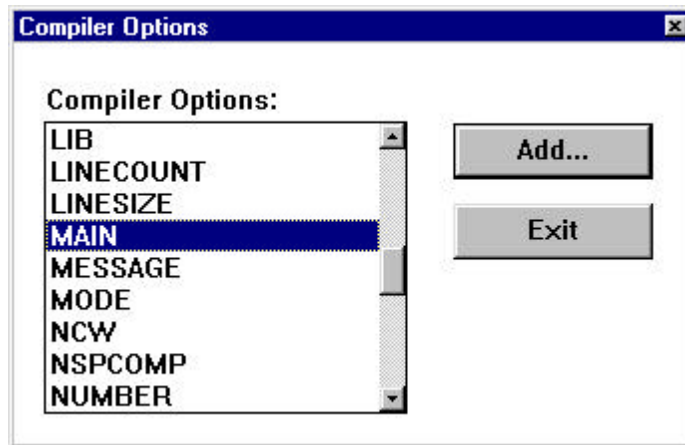 Compiler Options
Compiler Options:
LIB
LINECOUNT
LINESIZE
MAIN
MESSAGE
MODE
NCW
NSPCOMP
NUMBER
Add...
Exit